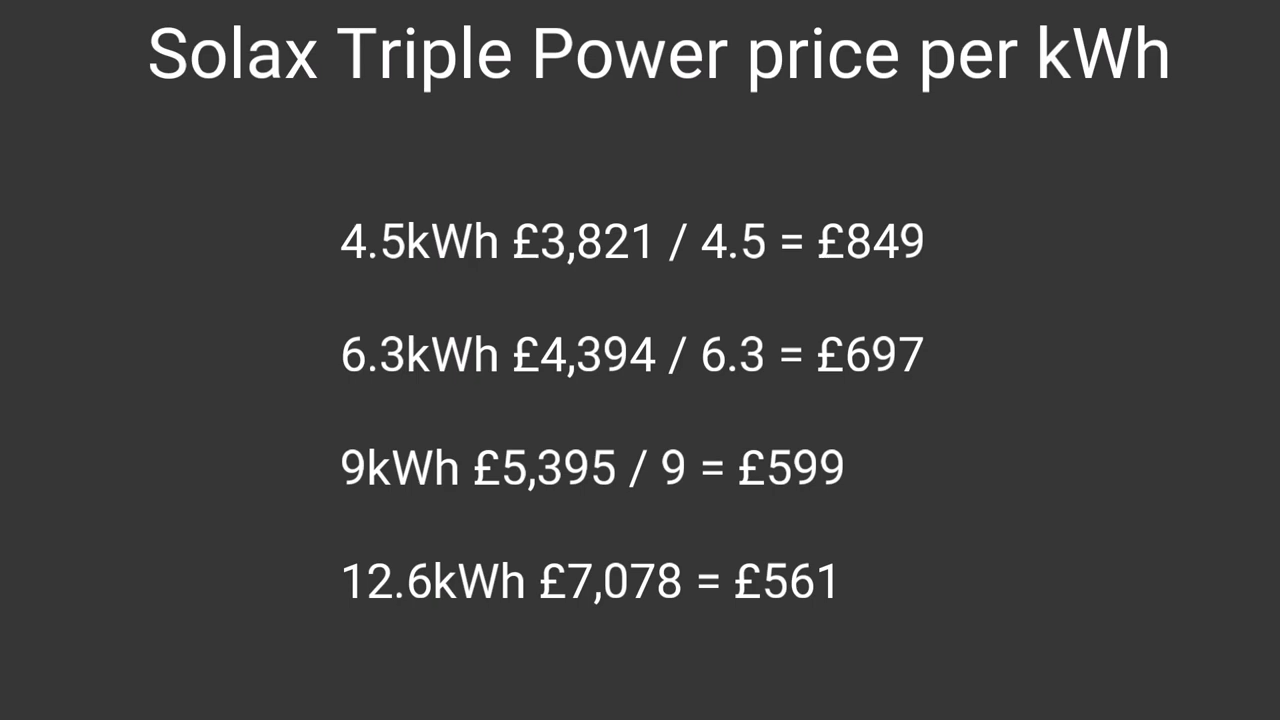 Solax Triple Power price per kWh
4.5kWh £3,821 / 4.5 = £849
6.3kWh £4,394 / 6.3 = £697
9kWh £5,395 / 9 = £599
12.6kWh £7,078 = £561